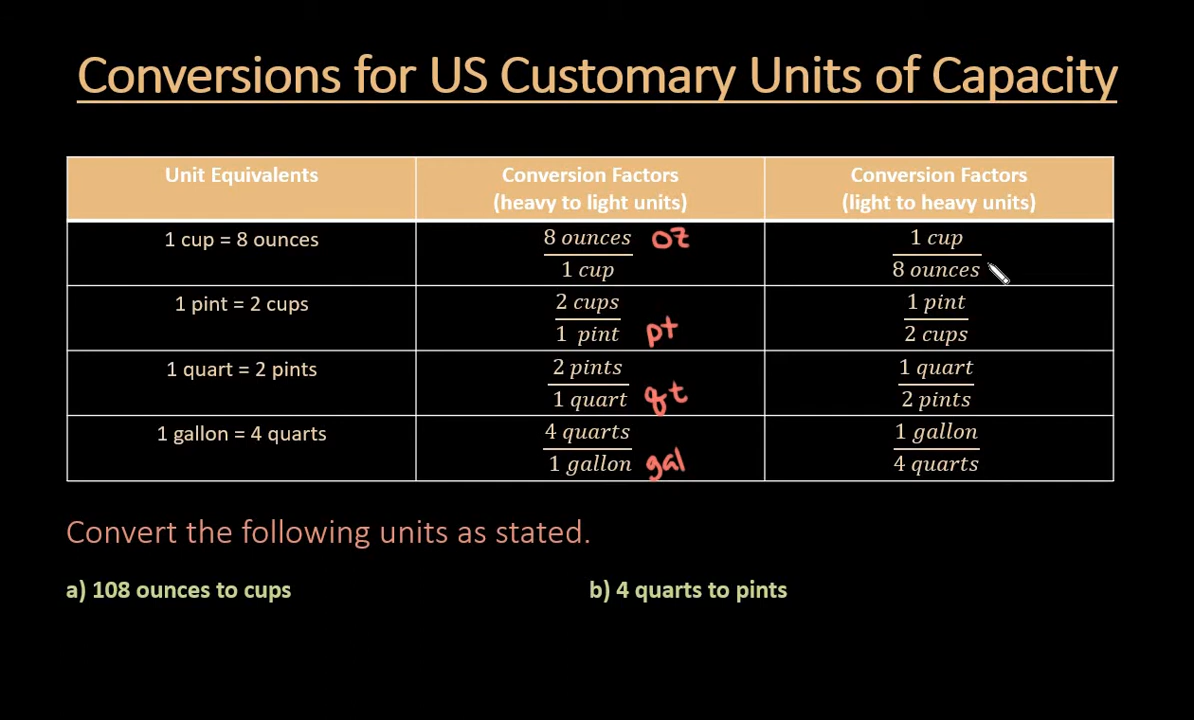 Conversions for US Customary Units of Capacity
Unit Equivalents
Conversion Factors
(heavy to light units)
Conversion Factors
(light to heavy units)
1 cup = 8 ounces
8 ounces oz
1 cup
1 cup
8 ounces
1 pint = 2 cups
2 cups
1 pint pt
1 pint
2 cups
1 quart = 2 pints
2 pints
1 quart qt
1 quart
2 pints
1 gallon = 4 quarts
4 quarts
1 gallon gal
1 gallon
4 quarts
Convert the following units as stated.
a) 108 ounces to cups
b) 4 quarts to pints